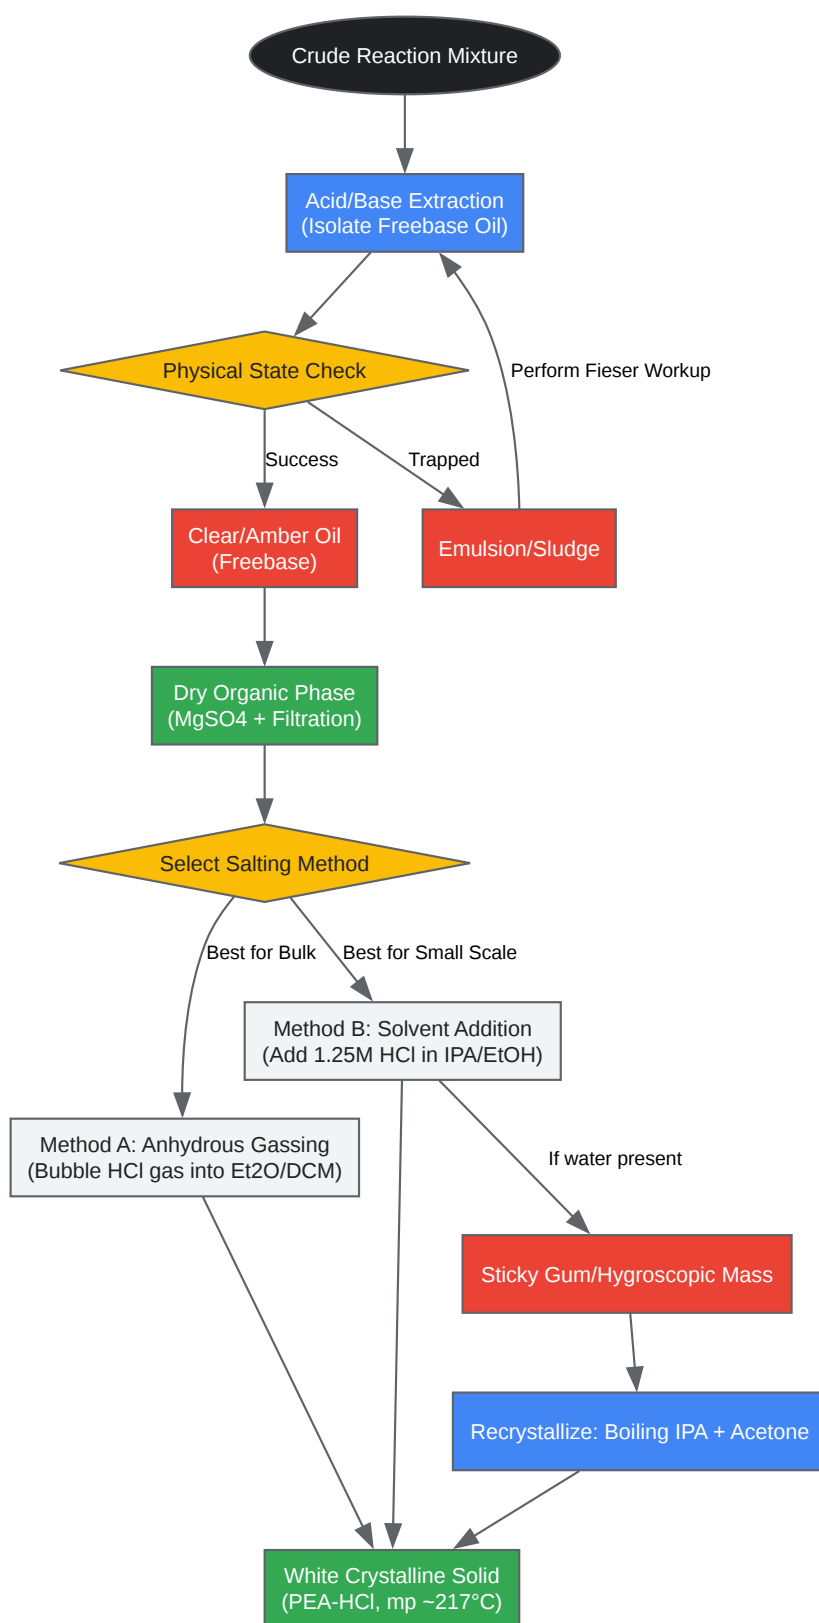 Crude Reaction Mixture
Acid/Base Extraction
(Isolate Freebase Oil)
Physical State Check
Perform Fieser Workup
Success
Trapped
Clear/Amber Oil
(Freebase)
Emulsion/Sludge
Dry Organic Phase
(MgSO4 + Filtration)
Select Salting Method
Best for Bulk
Best for Small Scale
Method B: Solvent Addition
(Add 1.25M HCl in IPA/EtOH)
Method A: Anhydrous Gassing
(Bubble HCl gas into Et2O/DCM)
If water present
Sticky Gum/Hygroscopic Mass
Recrystallize: Boiling IPA + Acetone
White Crystalline Solid
(PEA-HCl, mp ~217°C)